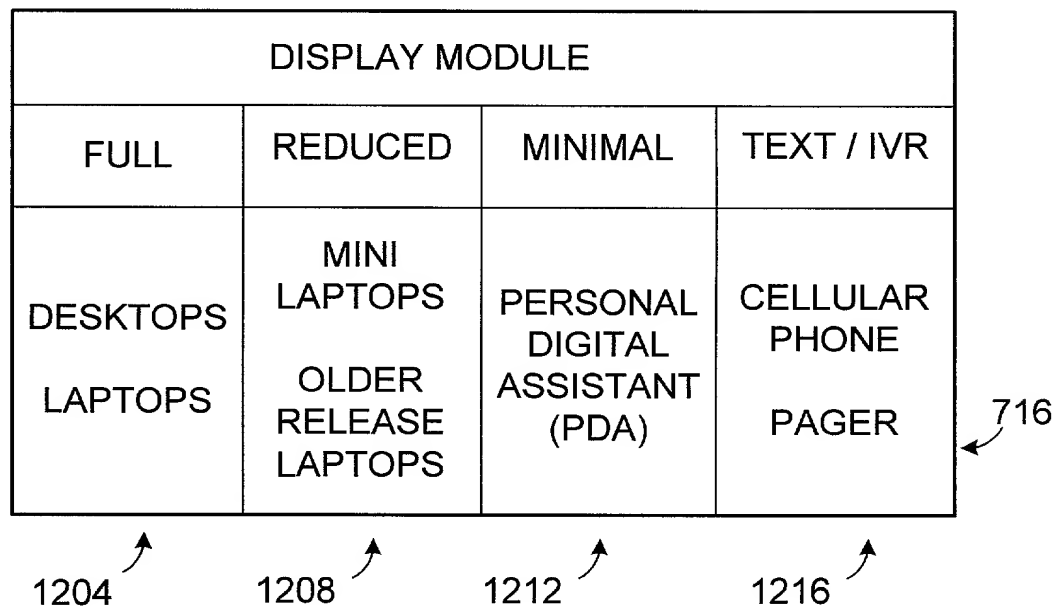 DISPLAY MODULE
FULL
REDUCED
MINIMAL
TEXT / IVR
DESKTOPS
LAPTOPS
MINI
LAPTOPS
OLDER
RELEASE
LAPTOPS
PERSONAL
DIGITAL
ASSISTANT
(PDA)
CELLULAR
PHONE
PAGER
716
1204
1208
1212
1216